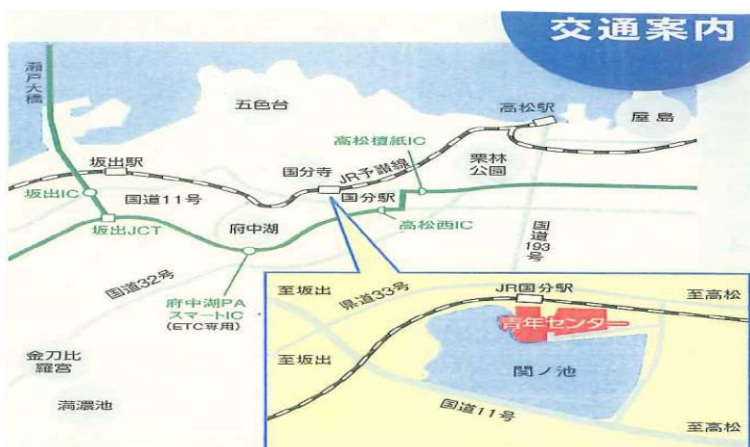 交通案内
瀬戸大橋
五色台
高松駅
屋島
高松檀紙IC
坂出駅
国分寺
JR予讃線
栗林
公園
坂出IC
国道11号
国分駅
坂出JCT
府中湖
高松西IC
国道
193号
国道32号
府中湖PA
スマートIC
(ETC専用)
金刀比
羅宮
満濃池
至坂出
県道33号
JR国分駅
至高松
青年センター
至坂出
関ノ池
国道11号
至高松